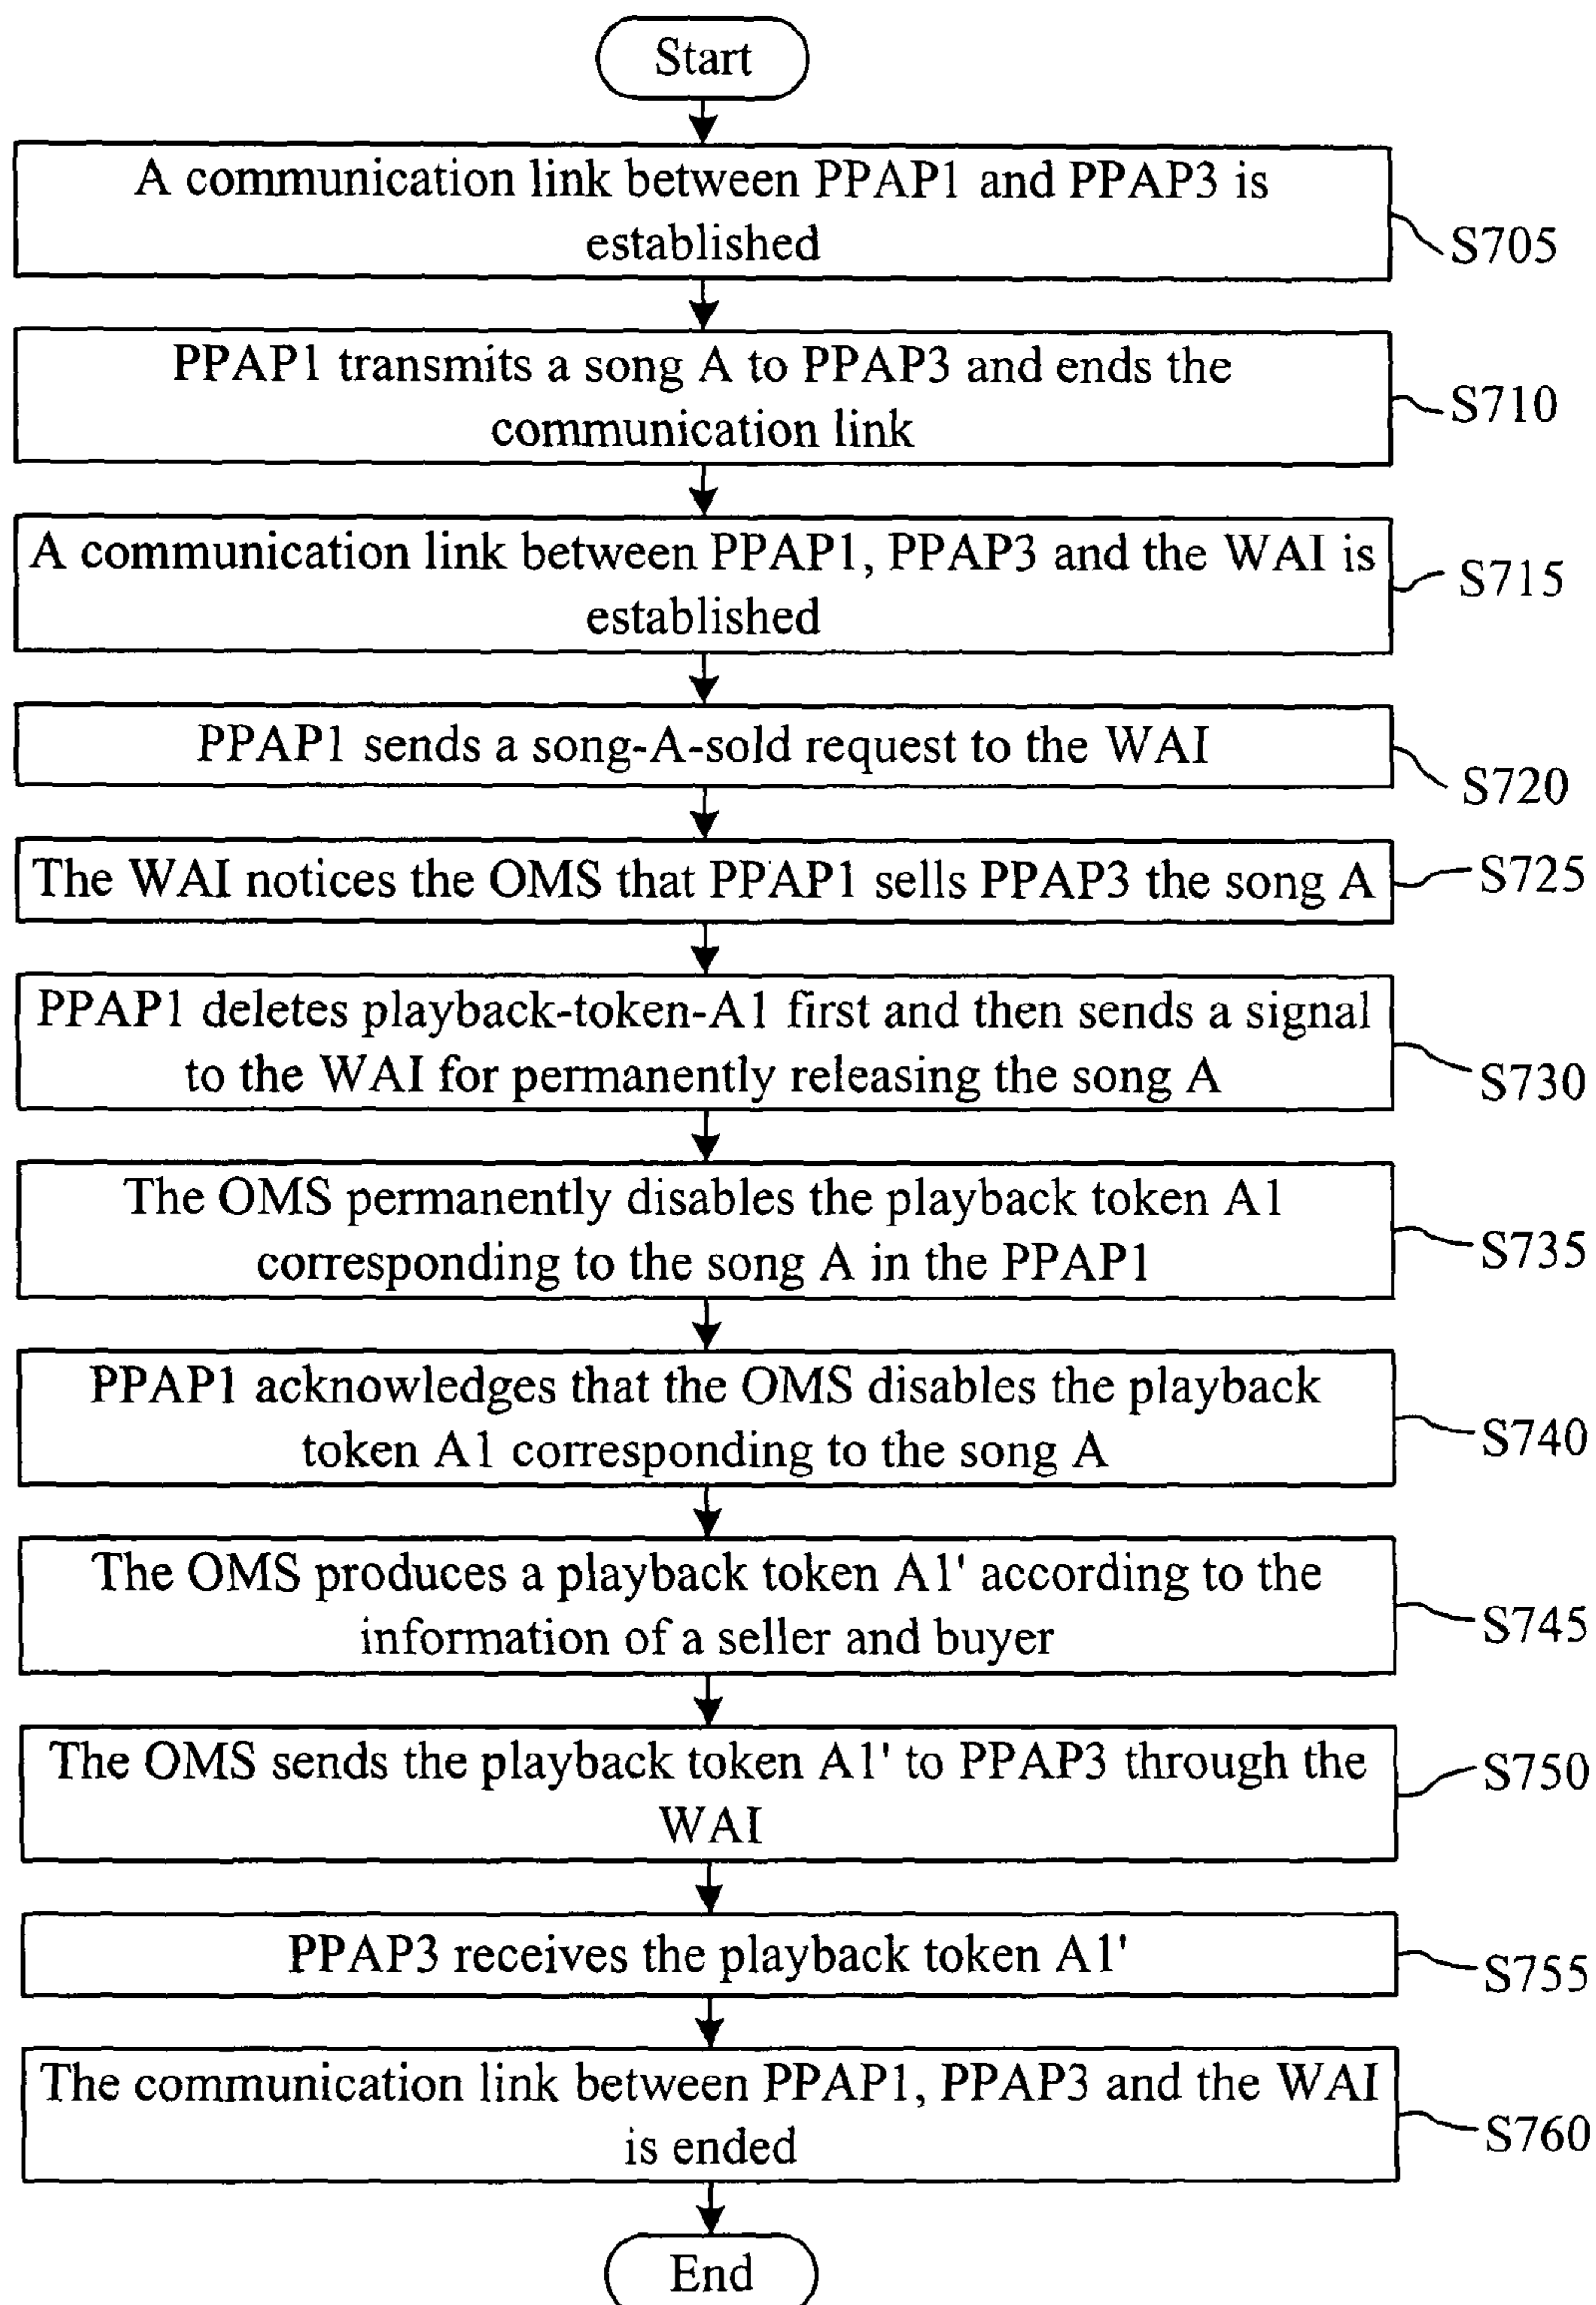 Start
A communication link between PPAP1 and PPAP3 is
established
S705
PPAP1 transmits a song A to PPAP3 and ends the
communication link
S710
A communication link between PPAP1, PPAP3 and the WAI is
established
S715
PPAP1 sends a song-A-sold request to the WAI
S720
The WAI notices the OMS that PPAP1 sells PPAP3 the song A
S725
PPAP1 deletes playback-token-A1 first and then sends a signal
to the WAI for permanently releasing the song A
S730
The OMS permanently disables the playback token A1
corresponding to the song A in the PPAP1
S735
PPAP1 acknowledges that the OMS disables the playback
token A1 corresponding to the song A
S740
The OMS produces a playback token A1' according to the
information of a seller and buyer
S745
The OMS sends the playback token A1' to PPAP3 through the
WAI
S750
PPAP3 receives the playback token A1'
S755
The communication link between PPAP1, PPAP3 and the WAI
is ended
S760
End